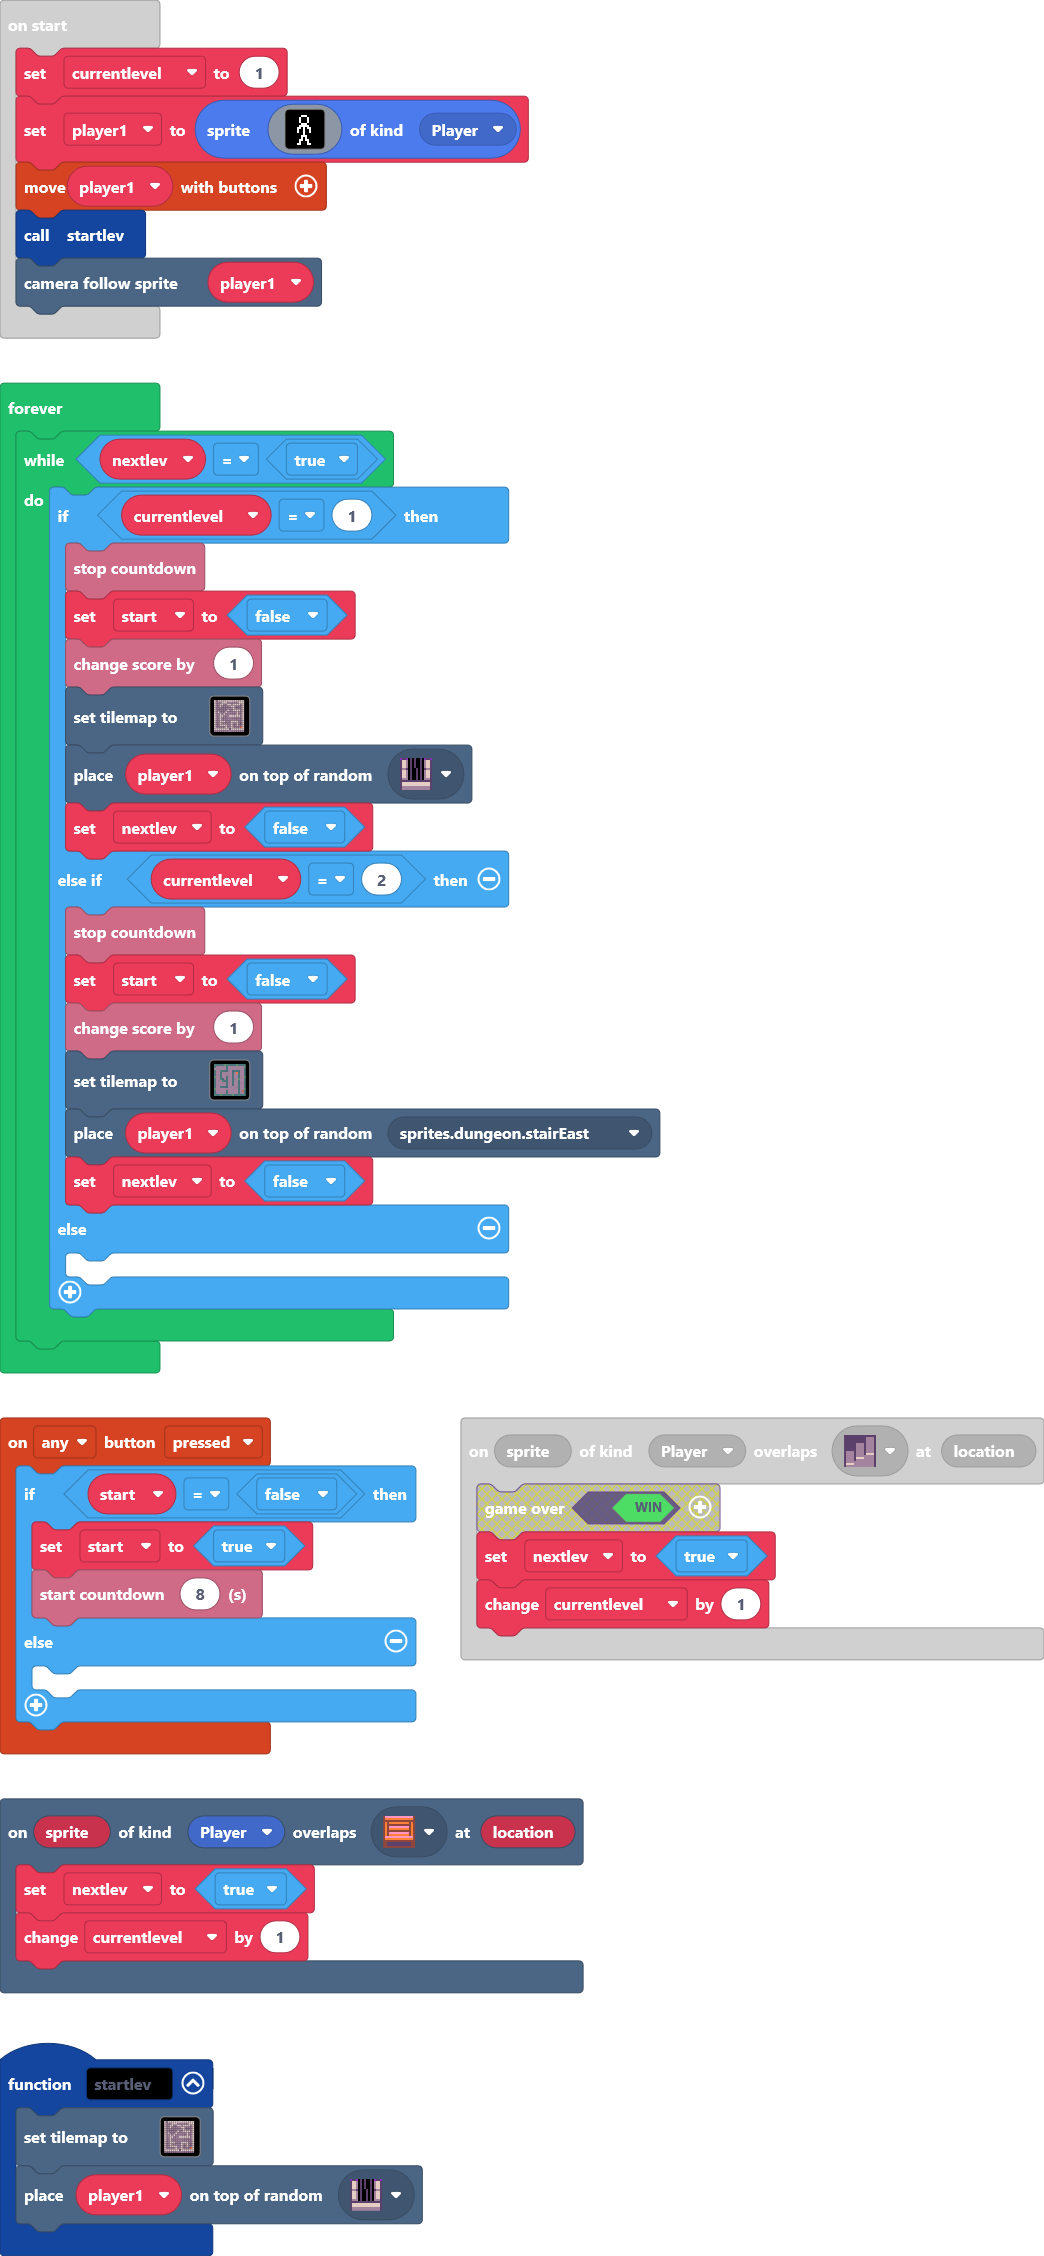 on start
set currentlevel to 1
set player1 to sprite of kind Player
move player1 with buttons
call startlev
camera follow sprite player1
forever
while nextlev = true
do
if currentlevel = 1 then
stop countdown
set start to false
change score by 1
set tilemap to
place player1 on top of random
set nextlev to false
else if currentlevel = 2 then
stop countdown
set start to false
change score by 1
set tilemap to
place player1 on top of random sprites.dungeon.stairEast
set nextlev to false
else
on any button pressed
if start = false then
set start to true
start countdown 8 (s)
else
on sprite of kind Player overlaps at location
game over WIN
set nextlev to true
change currentlevel by 1
on sprite of kind Player overlaps at location
set nextlev to true
change currentlevel by 1
function startlev
set tilemap to
place player1 on top of random